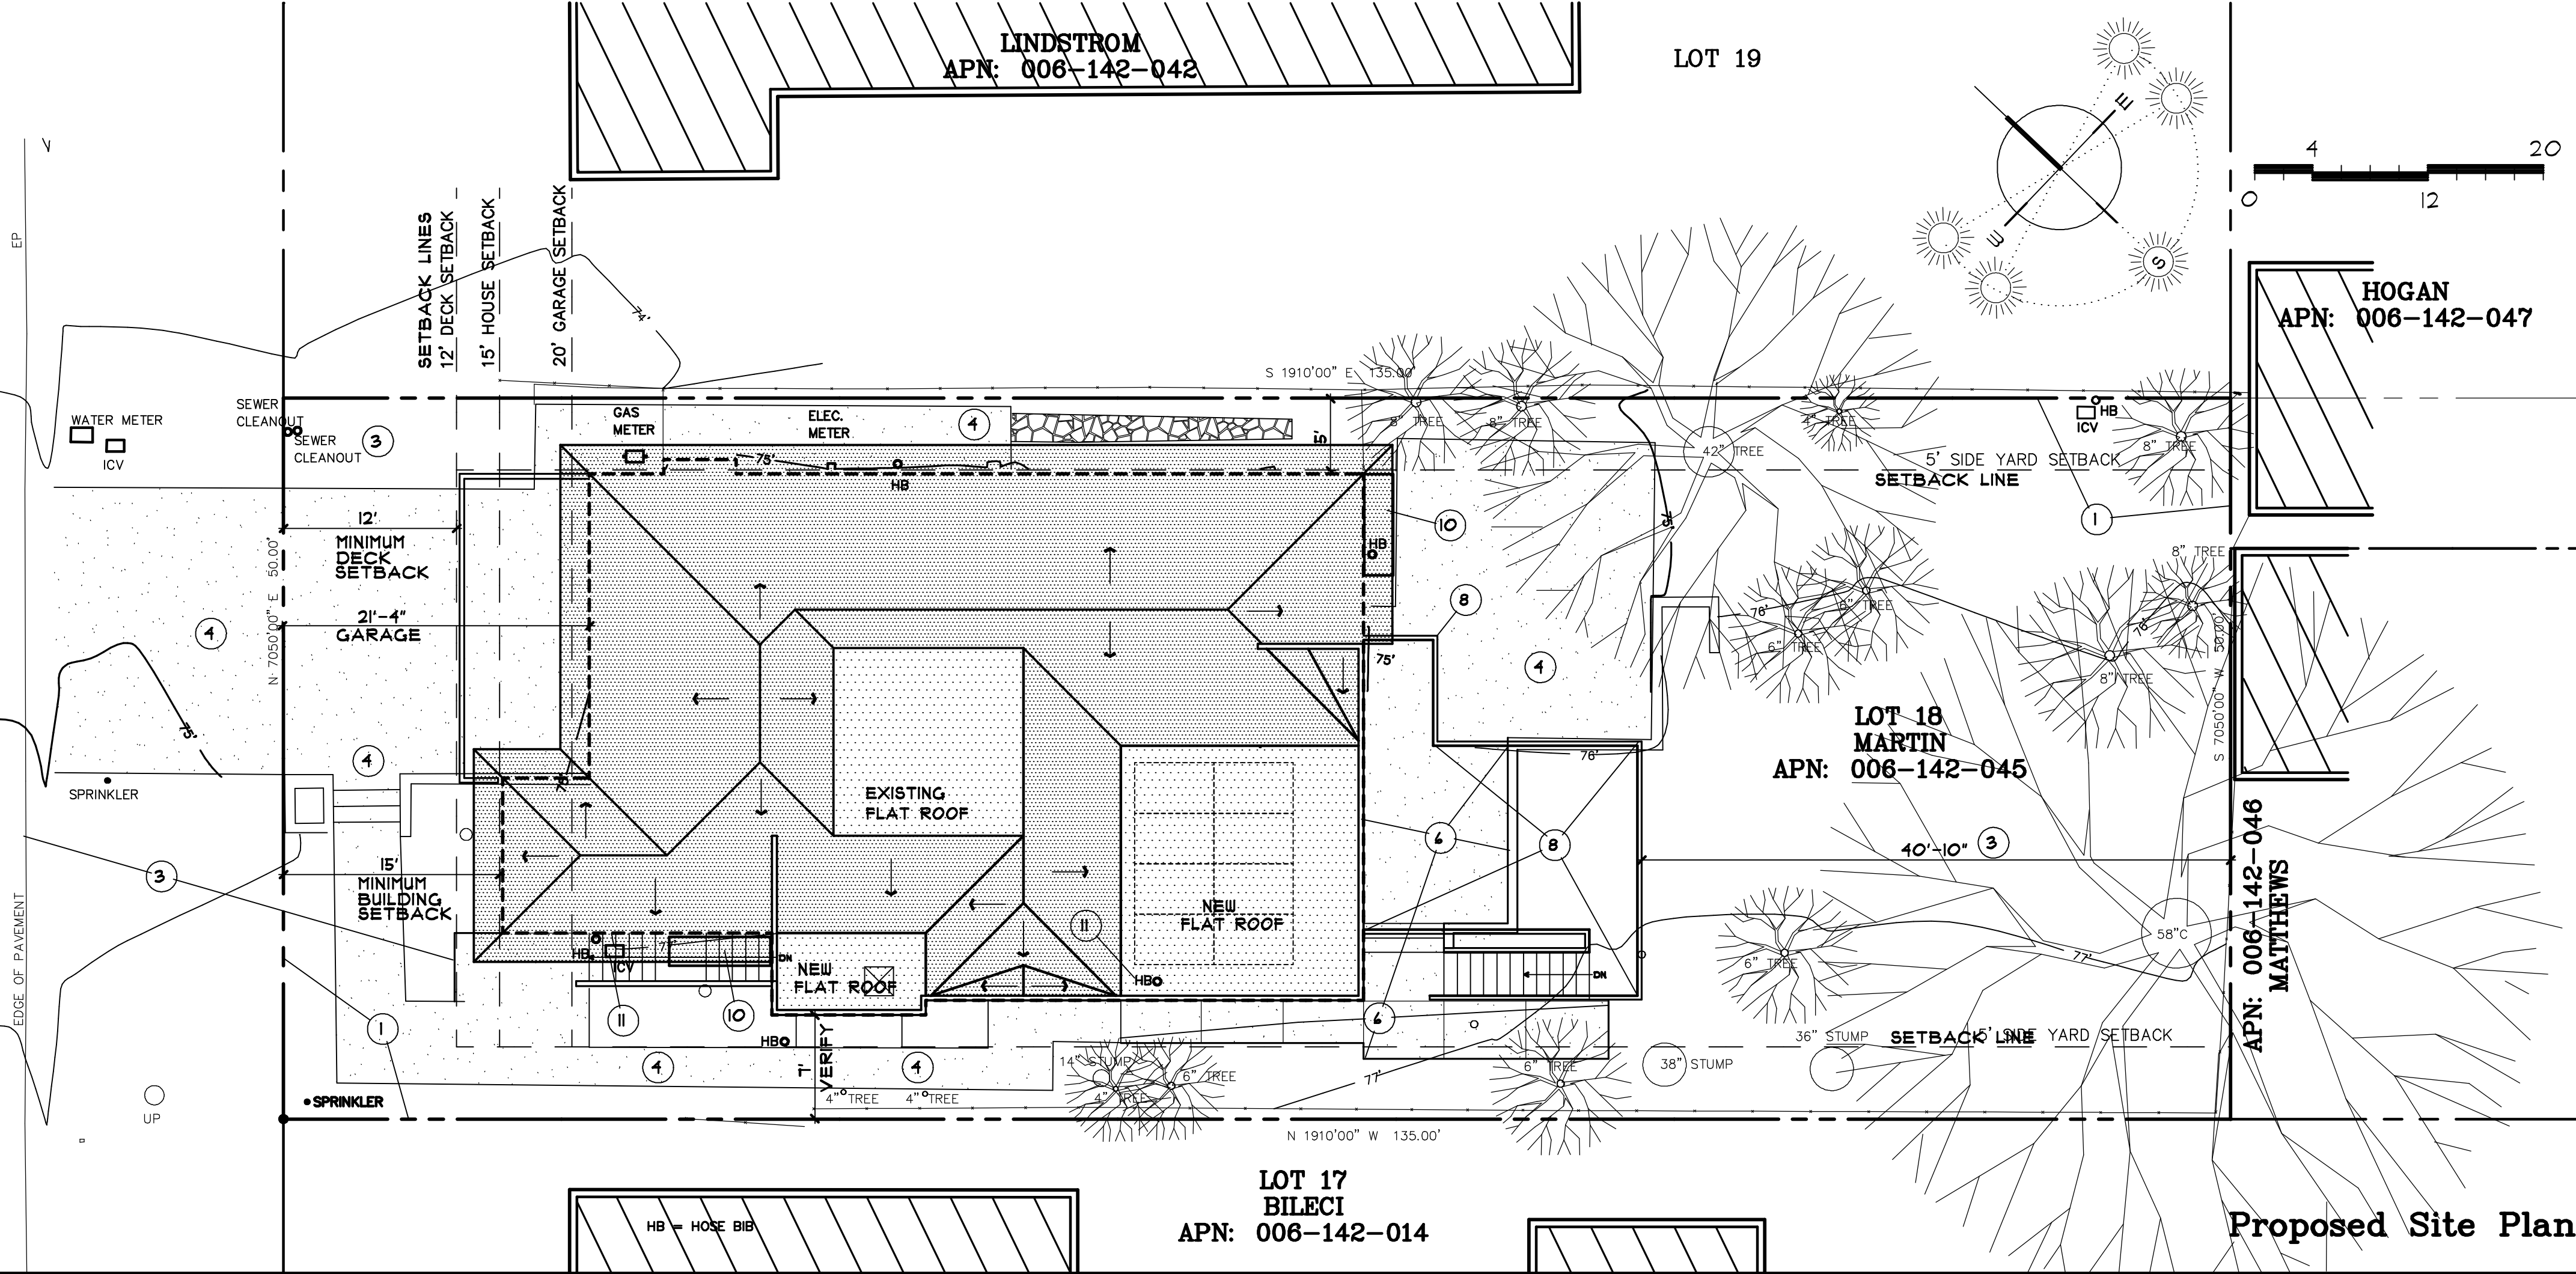 LINDSTROM
APN: 006-142-042
LOT 19
E
W
S
4
20
0
12
EP
SETBACK LINES
12' DECK SETBACK
15' HOUSE SETBACK
20' GARAGE SETBACK
74'
HOGAN
APN: 006-142-047
S 1910'00" E 135.00'
WATER METER
ICV
SEWER
CLEANOUT
SEWER
CLEANOUT
3
GAS
METER
ELEC.
METER
4
5'
8" TREE
8" TREE
42" TREE
4" TREE
HB
ICV
8" TREE
5' SIDE YARD SETBACK
SETBACK LINE
75'
HB
12'
MINIMUM
DECK
SETBACK
10
HB
1
N 7050'00" E 50.00'
21'-4"
GARAGE
4
8
8" TREE
76'
6" TREE
6" TREE
76'
8" TREE
S 7050'00" W 50.00'
75'
4
75'
LOT 18
MARTIN
APN: 006-142-045
76'
4
SPRINKLER
EXISTING
FLAT ROOF
6
8
40'-10"
3
15'
MINIMUM
BUILDING
SETBACK
3
NEW
FLAT ROOF
11
58"C
APN: 006-142-046
MATTHEWS
EDGE OF PAVEMENT
HB
ICV
DN
NEW
FLAT ROOF
HB
DN
6" TREE
77'
11
10
6
1
HB
7'
VERIFY
4
4
14" STUMP
6" TREE
4" TREE
4" TREE
4" TREE
77'
6" TREE
38" STUMP
36" STUMP
SETBACK LINE
5' SIDE YARD SETBACK
UP
SPRINKLER
N 1910'00" W 135.00'
LOT 17
BILECI
APN: 006-142-014
HB = HOSE BIB
Proposed Site Plan